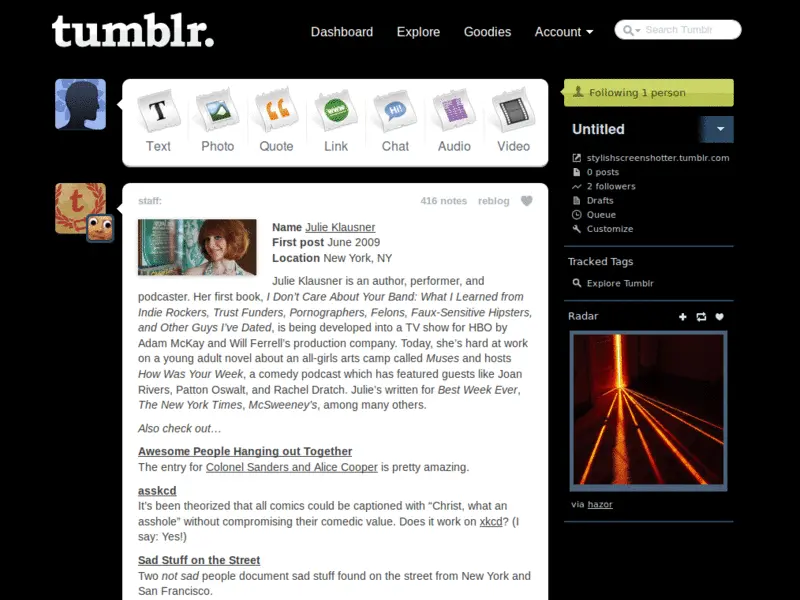 tumblr.
Dashboard
Explore
Goodies
Account
Search Tumblr
T
WWW
Hi!
Text
Photo
Quote
Link
Chat
Audio
Video
Following 1 person
Untitled
stylishscreenshotter.tumblr.com
0 posts
2 followers
Drafts
Queue
Customize
Tracked Tags
Explore Tumblr
Radar
via hazor
t
staff:
416 notes
reblog
Name Julie Klausner
First post June 2009
Location New York, NY
Julie Klausner is an author, performer, and
podcaster. Her first book, I Don't Care About Your Band: What I Learned from
Indie Rockers, Trust Funders, Pornographers, Felons, Faux-Sensitive Hipsters,
and Other Guys I've Dated, is being developed into a TV show for HBO by
Adam McKay and Will Ferrell's production company. Today, she's hard at work
on a young adult novel about an all-girls arts camp called Muses and hosts
How Was Your Week, a comedy podcast which has featured guests like Joan
Rivers, Patton Oswalt, and Rachel Dratch. Julie's written for Best Week Ever,
The New York Times, McSweeney's, among many others.
Also check out…
Awesome People Hanging out Together
The entry for Colonel Sanders and Alice Cooper is pretty amazing.
asskcd
It's been theorized that all comics could be captioned with “Christ, what an
asshole” without compromising their comedic value. Does it work on xkcd? (I
say: Yes!)
Sad Stuff on the Street
Two not sad people document sad stuff found on the street from New York and
San Francisco.